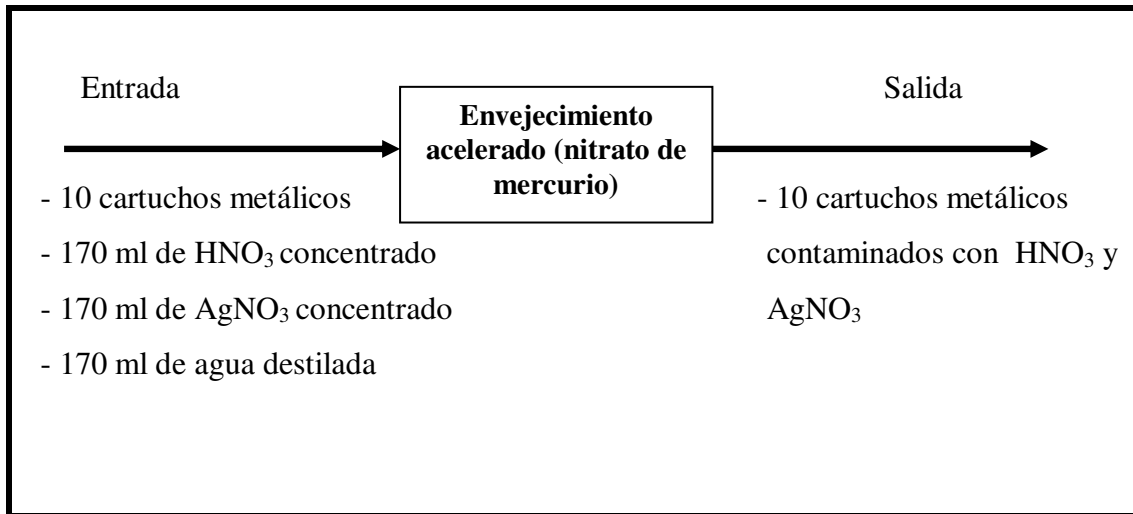 Entrada
Envejecimiento
acelerado (nitrato de
mercurio)
Salida
- 10 cartuchos metálicos
- 170 ml de HNO₃ concentrado
- 170 ml de AgNO₃ concentrado
- 170 ml de agua destilada
- 10 cartuchos metálicos
contaminados con HNO₃ y
AgNO₃